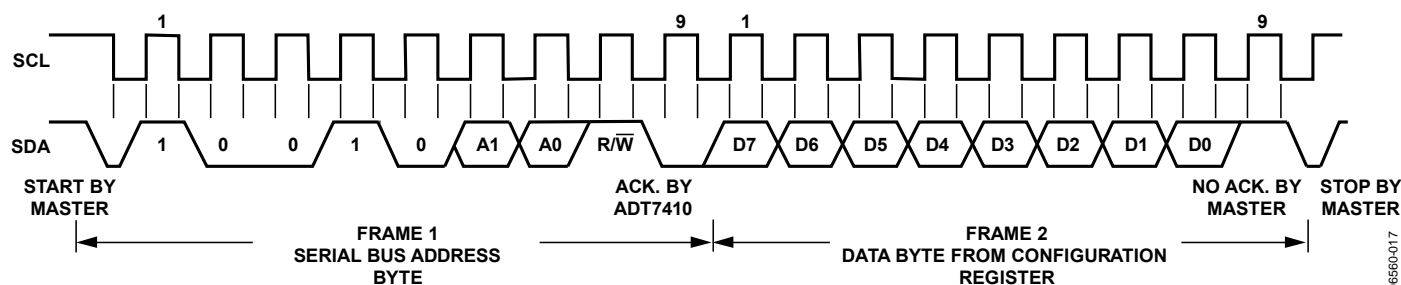 1 9 1 9
SCL
SDA 1 0 0 1 0 A1 A0 R/W̅ D7 D6 D5 D4 D3 D2 D1 D0
START BY
MASTER
ACK. BY
ADT7410
NO ACK. BY
MASTER
STOP BY
MASTER
FRAME 1
SERIAL BUS ADDRESS
BYTE
FRAME 2
DATA BYTE FROM CONFIGURATION
REGISTER
6560-017